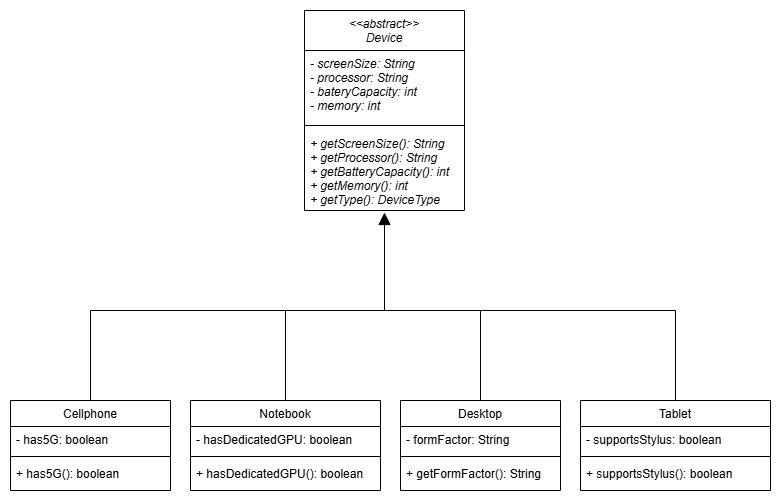 <<abstract>>
Device
- screenSize: String
- processor: String
- bateryCapacity: int
- memory: int
+ getScreenSize(): String
+ getProcessor(): String
+ getBatteryCapacity(): int
+ getMemory(): int
+ getType(): DeviceType
Cellphone
- has5G: boolean
+ has5G(): boolean
Notebook
- hasDedicatedGPU: boolean
+ hasDedicatedGPU(): boolean
Desktop
- formFactor: String
+ getFormFactor(): String
Tablet
- supportsStylus: boolean
+ supportsStylus(): boolean